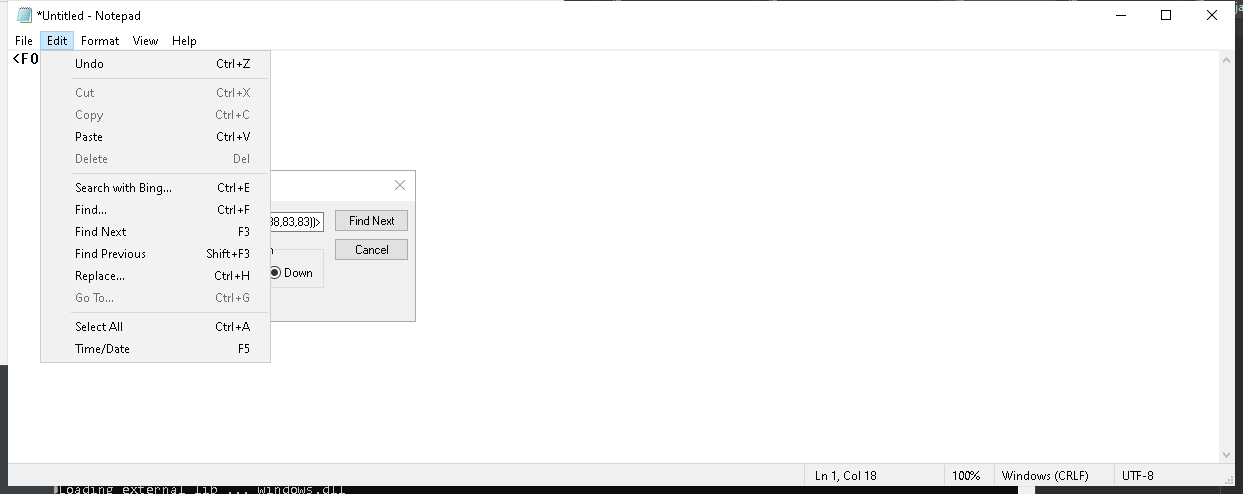 *Untitled - Notepad
File Edit Format View Help
<FO
Undo Ctrl+Z
Cut Ctrl+X
Copy Ctrl+C
Paste Ctrl+V
Delete Del
Search with Bing... Ctrl+E
Find... Ctrl+F
Find Next F3
Find Previous Shift+F3
Replace... Ctrl+H
Go To... Ctrl+G
Select All Ctrl+A
Time/Date F5
38,83,83))> Find Next
Cancel
Down
Ln 1, Col 18 100% Windows (CRLF) UTF-8
Loading external lib ... windows.dll